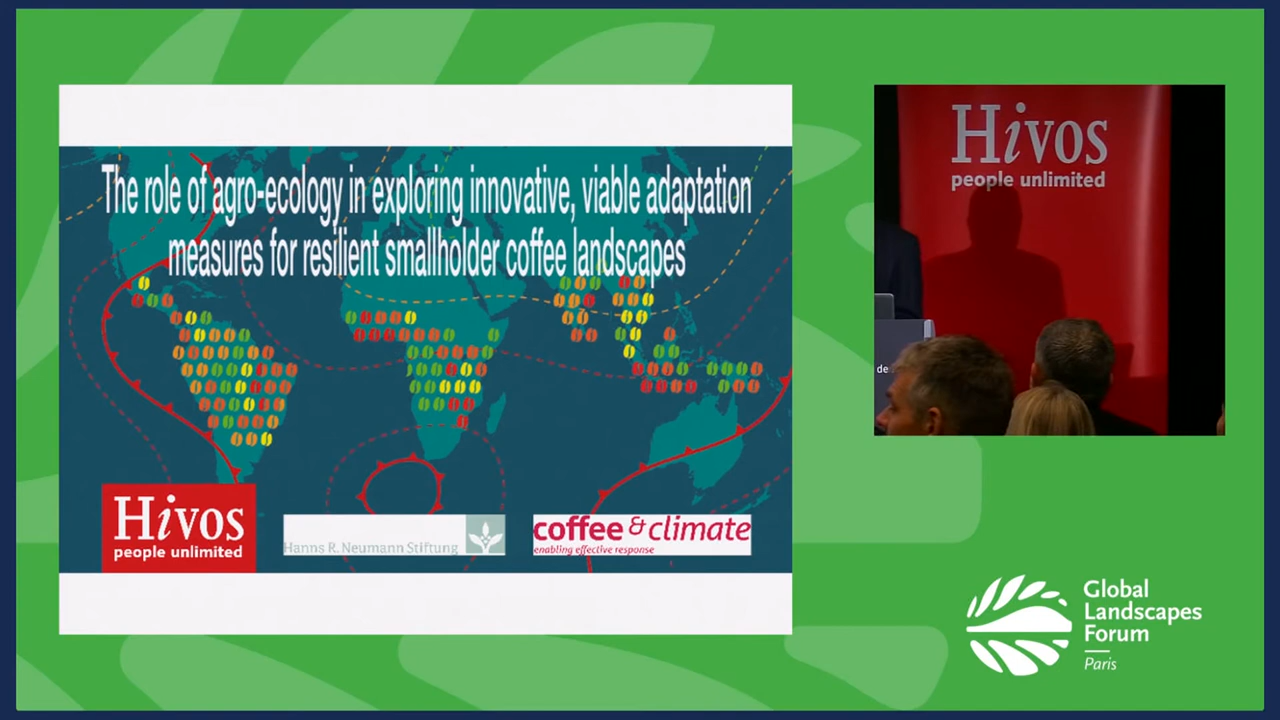 The role of agro-ecology in exploring innovative, viable adaptation
measures for resilient smallholder coffee landscapes
Hivos
people unlimited
Hanns R. Neumann Stiftung
coffee & climate
enabling effective response
Hivos
people unlimited
de
Global
Landscapes
Forum
Paris